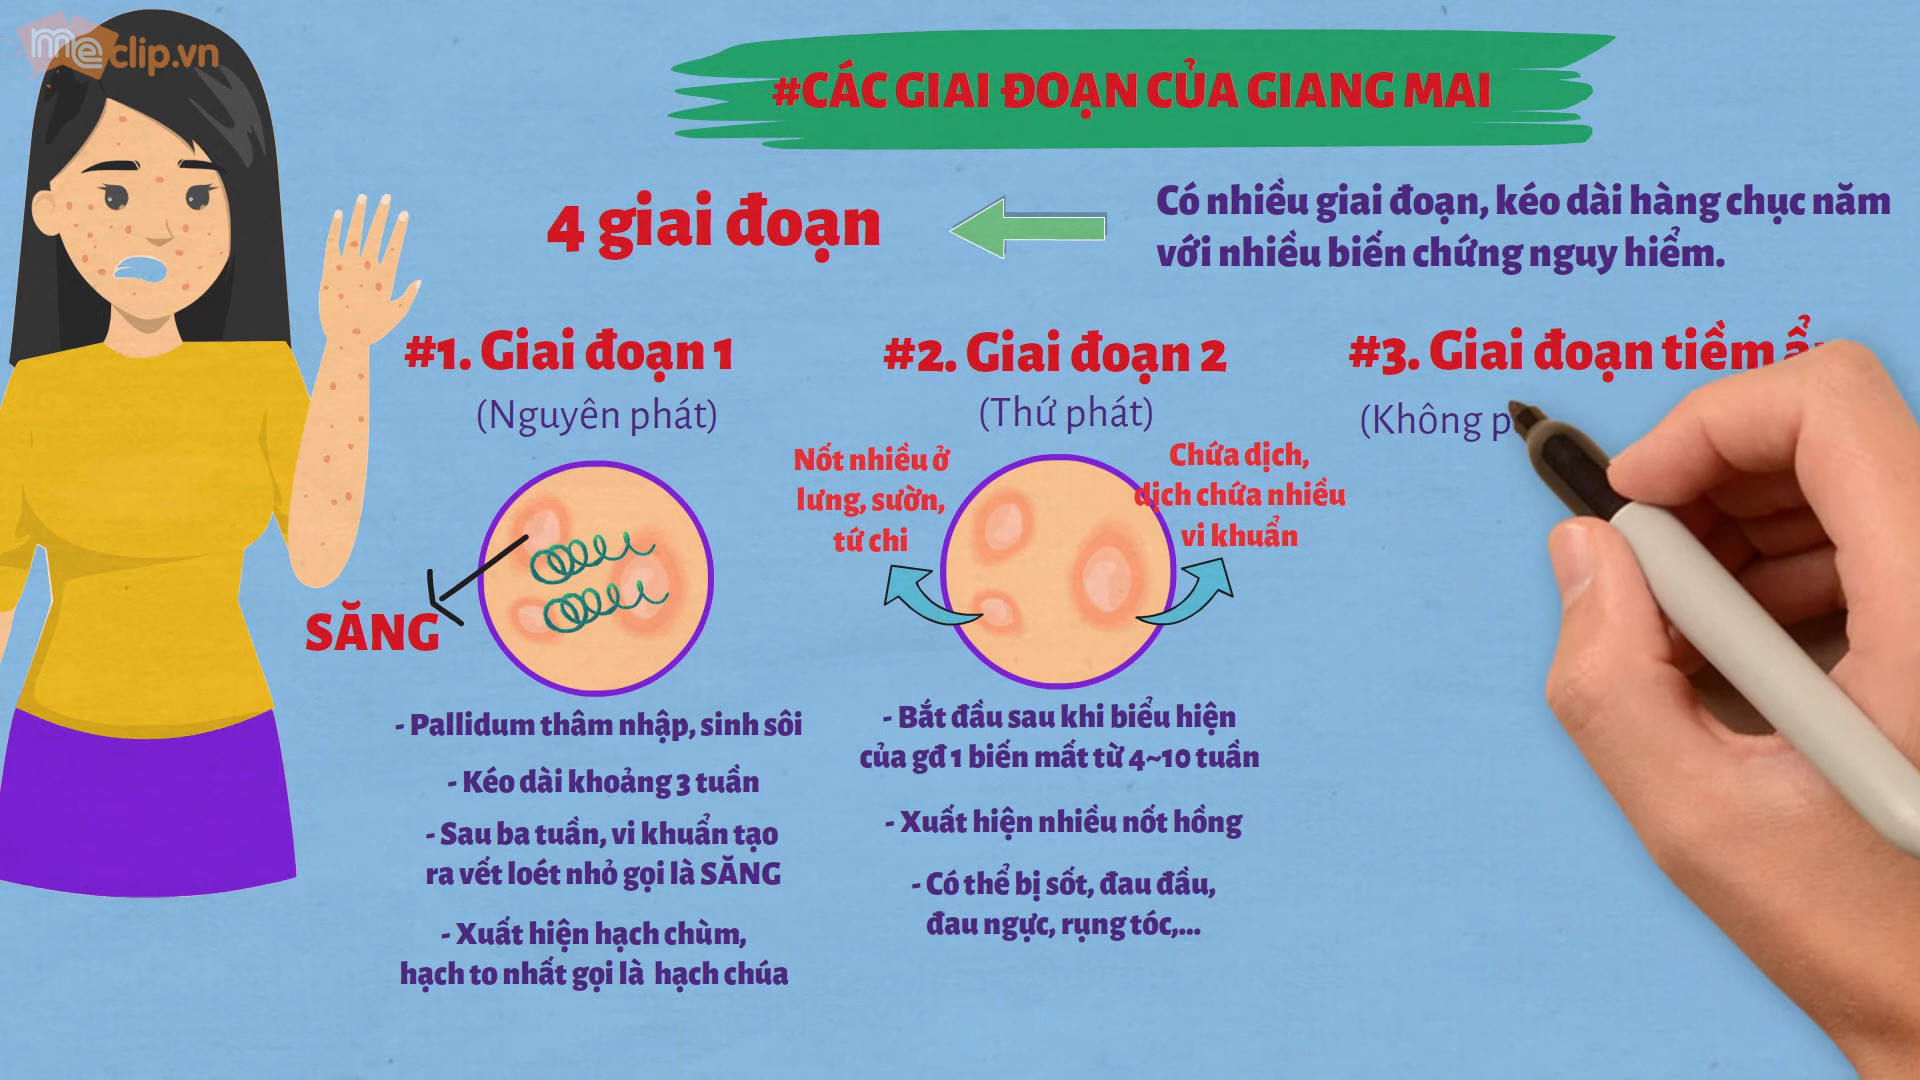 meclip.vn
#CÁC GIAI ĐOẠN CỦA GIANG MAI
4 giai đoạn
Có nhiều giai đoạn, kéo dài hàng chục năm
với nhiều biến chứng nguy hiểm.
#1. Giai đoạn 1
(Nguyên phát)
SĂNG
- Pallidum thâm nhập, sinh sôi
- Kéo dài khoảng 3 tuần
- Sau ba tuần, vi khuẩn tạo
ra vết loét nhỏ gọi là SĂNG
- Xuất hiện hạch chùm,
hạch to nhất gọi là hạch chúa
#2. Giai đoạn 2
(Thứ phát)
Nốt nhiều ở
lưng, sườn,
tứ chi
Chứa dịch,
dịch chứa nhiều
vi khuẩn
- Bắt đầu sau khi biểu hiện
của gđ 1 biến mất từ 4~10 tuần
- Xuất hiện nhiều nốt hồng
- Có thể bị sốt, đau đầu,
đau ngực, rụng tóc,...
#3. Giai đoạn tiềm
(Không